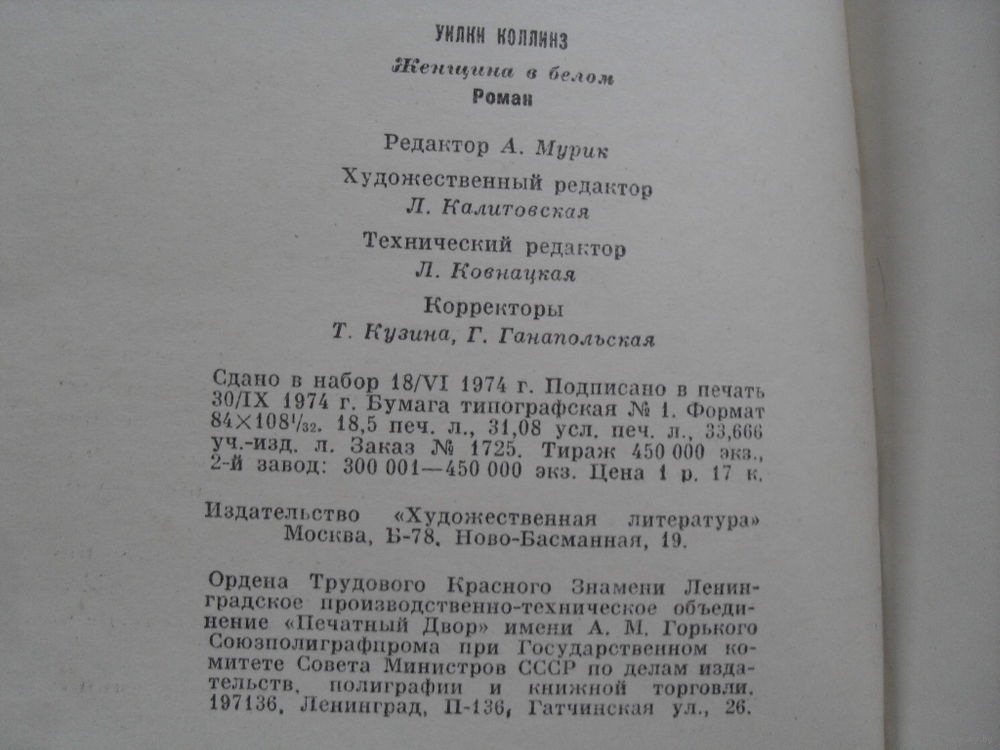 УИЛКИ КОЛЛИНЗ
Женщина в белом
Роман
Редактор А. Мурик
Художественный редактор
Л. Калитовская
Технический редактор
Л. Ковнацкая
Корректоры
Т. Кузина, Г. Ганапольская
Сдано в набор 18/VI 1974 г. Подписано в печать
30/IX 1974 г. Бумага типографская № 1. Формат
84×108¹/₃₂. 18,5 печ. л., 31,08 усл. печ. л., 33,666
уч.-изд. л. Заказ № 1725. Тираж 450 000 экз.,
2-й завод: 300 001—450 000 экз. Цена 1 р. 17 к.
Издательство «Художественная литература»
Москва, Б-78, Ново-Басманная, 19.
Ордена Трудового Красного Знамени Ленин-
градское производственно-техническое объеди-
нение «Печатный Двор» имени А. М. Горького
Союзполиграфпрома при Государственном ко-
митете Совета Министров СССР по делам изда-
тельств, полиграфии и книжной торговли.
197136, Ленинград, П-136, Гатчинская ул., 26.